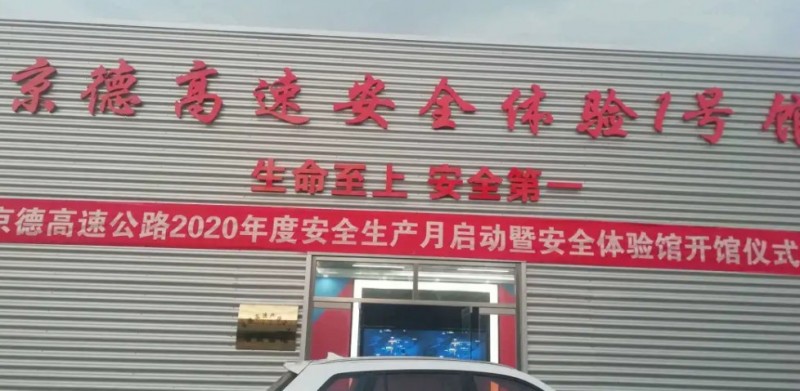 京德高速安全体验1号馆
生命至上 安全第一
京德高速公路2020年度安全生产月启动暨安全体验馆开馆仪式